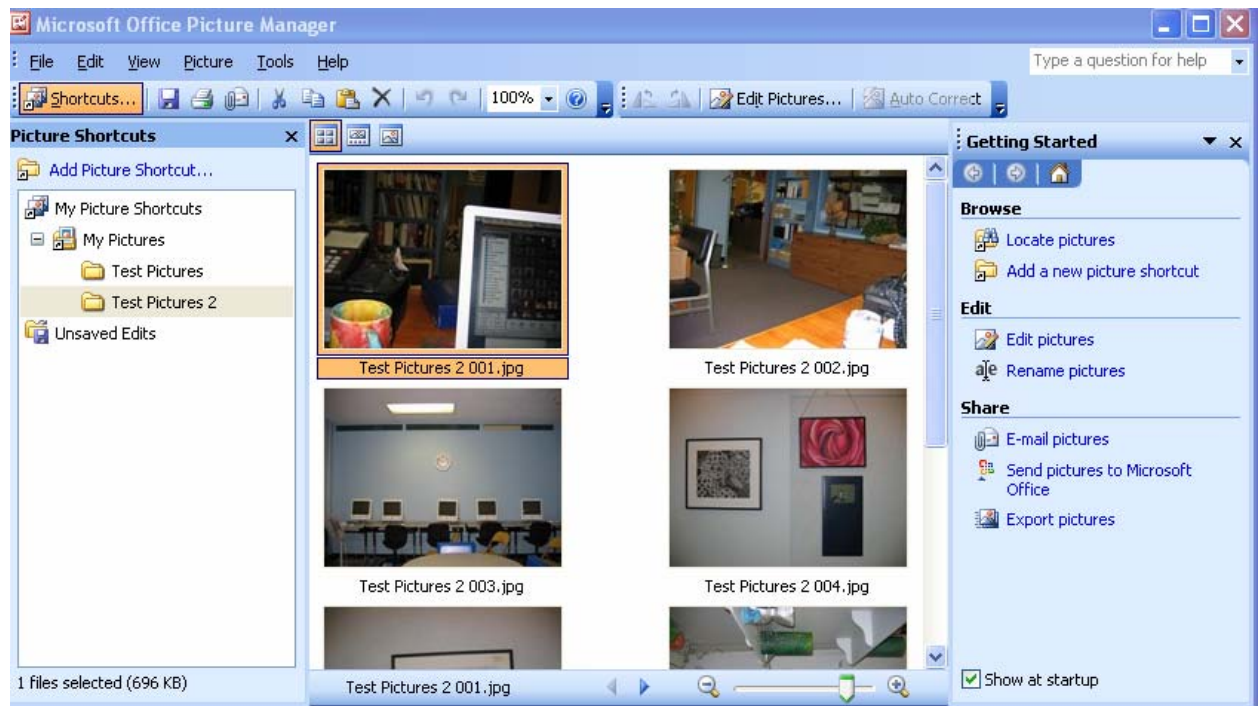 Microsoft Office Picture Manager
File Edit View Picture Tools Help
Type a question for help
Shortcuts... 100% Edit Pictures... Auto Correct
Picture Shortcuts
Add Picture Shortcut...
My Picture Shortcuts
My Pictures
Test Pictures
Test Pictures 2
Unsaved Edits
1 files selected (696 KB)
Test Pictures 2 001.jpg
Test Pictures 2 002.jpg
Test Pictures 2 003.jpg
Test Pictures 2 004.jpg
Test Pictures 2 001.jpg
Getting Started
Browse
Locate pictures
Add a new picture shortcut
Edit
Edit pictures
Rename pictures
Share
E-mail pictures
Send pictures to Microsoft
Office
Export pictures
Show at startup